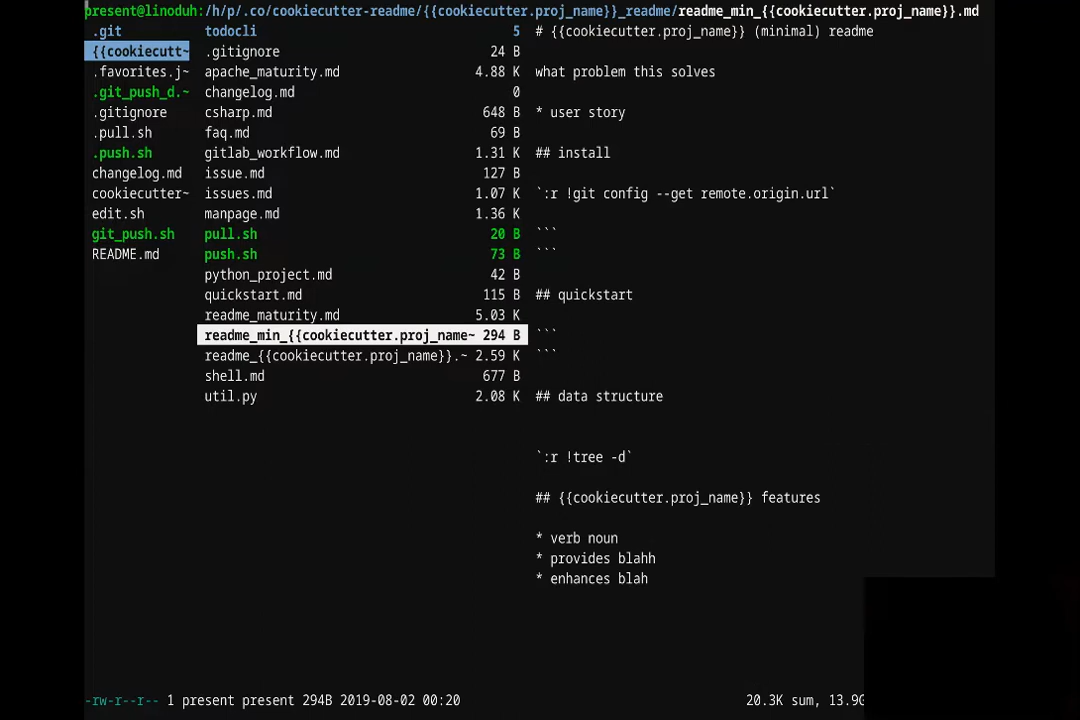 present@linoduh:/h/p/.co/cookiecutter-readme/{{cookiecutter.proj_name}}_readme/readme_min_{{cookiecutter.proj_name}}.md
.git
{{cookiecutt~
.favorites.j~
.git_push_d.~
.gitignore
.pull.sh
.push.sh
changelog.md
cookiecutter~
edit.sh
git_push.sh
README.md
todocli 5
.gitignore 24 B
apache_maturity.md 4.88 K
changelog.md 0
csharp.md 648 B
faq.md 69 B
gitlab_workflow.md 1.31 K
issue.md 127 B
issues.md 1.07 K
manpage.md 1.36 K
pull.sh 20 B
push.sh 73 B
python_project.md 42 B
quickstart.md 115 B
readme_maturity.md 5.03 K
readme_min_{{cookiecutter.proj_name~ 294 B
readme_{{cookiecutter.proj_name}}.~ 2.59 K
shell.md 677 B
util.py 2.08 K
# {{cookiecutter.proj_name}} (minimal) readme
what problem this solves
* user story
## install
`:r !git config --get remote.origin.url`
```
```
## quickstart
```
```
## data structure
`:r !tree -d`
## {{cookiecutter.proj_name}} features
* verb noun
* provides blahh
* enhances blah
-rw-r--r-- 1 present present 294B 2019-08-02 00:20 20.3K sum, 13.9G